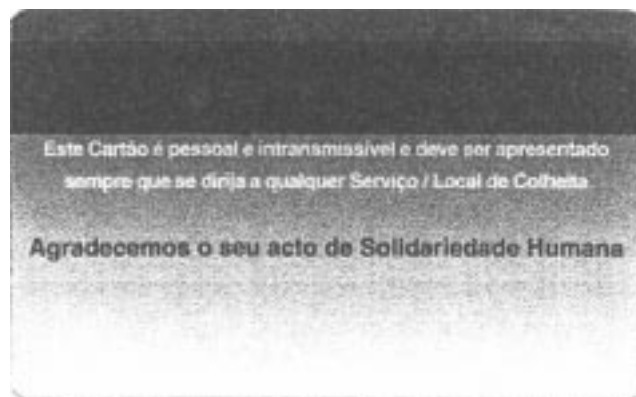 Este Cartão é pessoal e intransmissível e deve ser apresentado
sempre que se dirija a qualquer Serviço / Local de Colheita
Agradecemos o seu acto de Solidariedade Humana